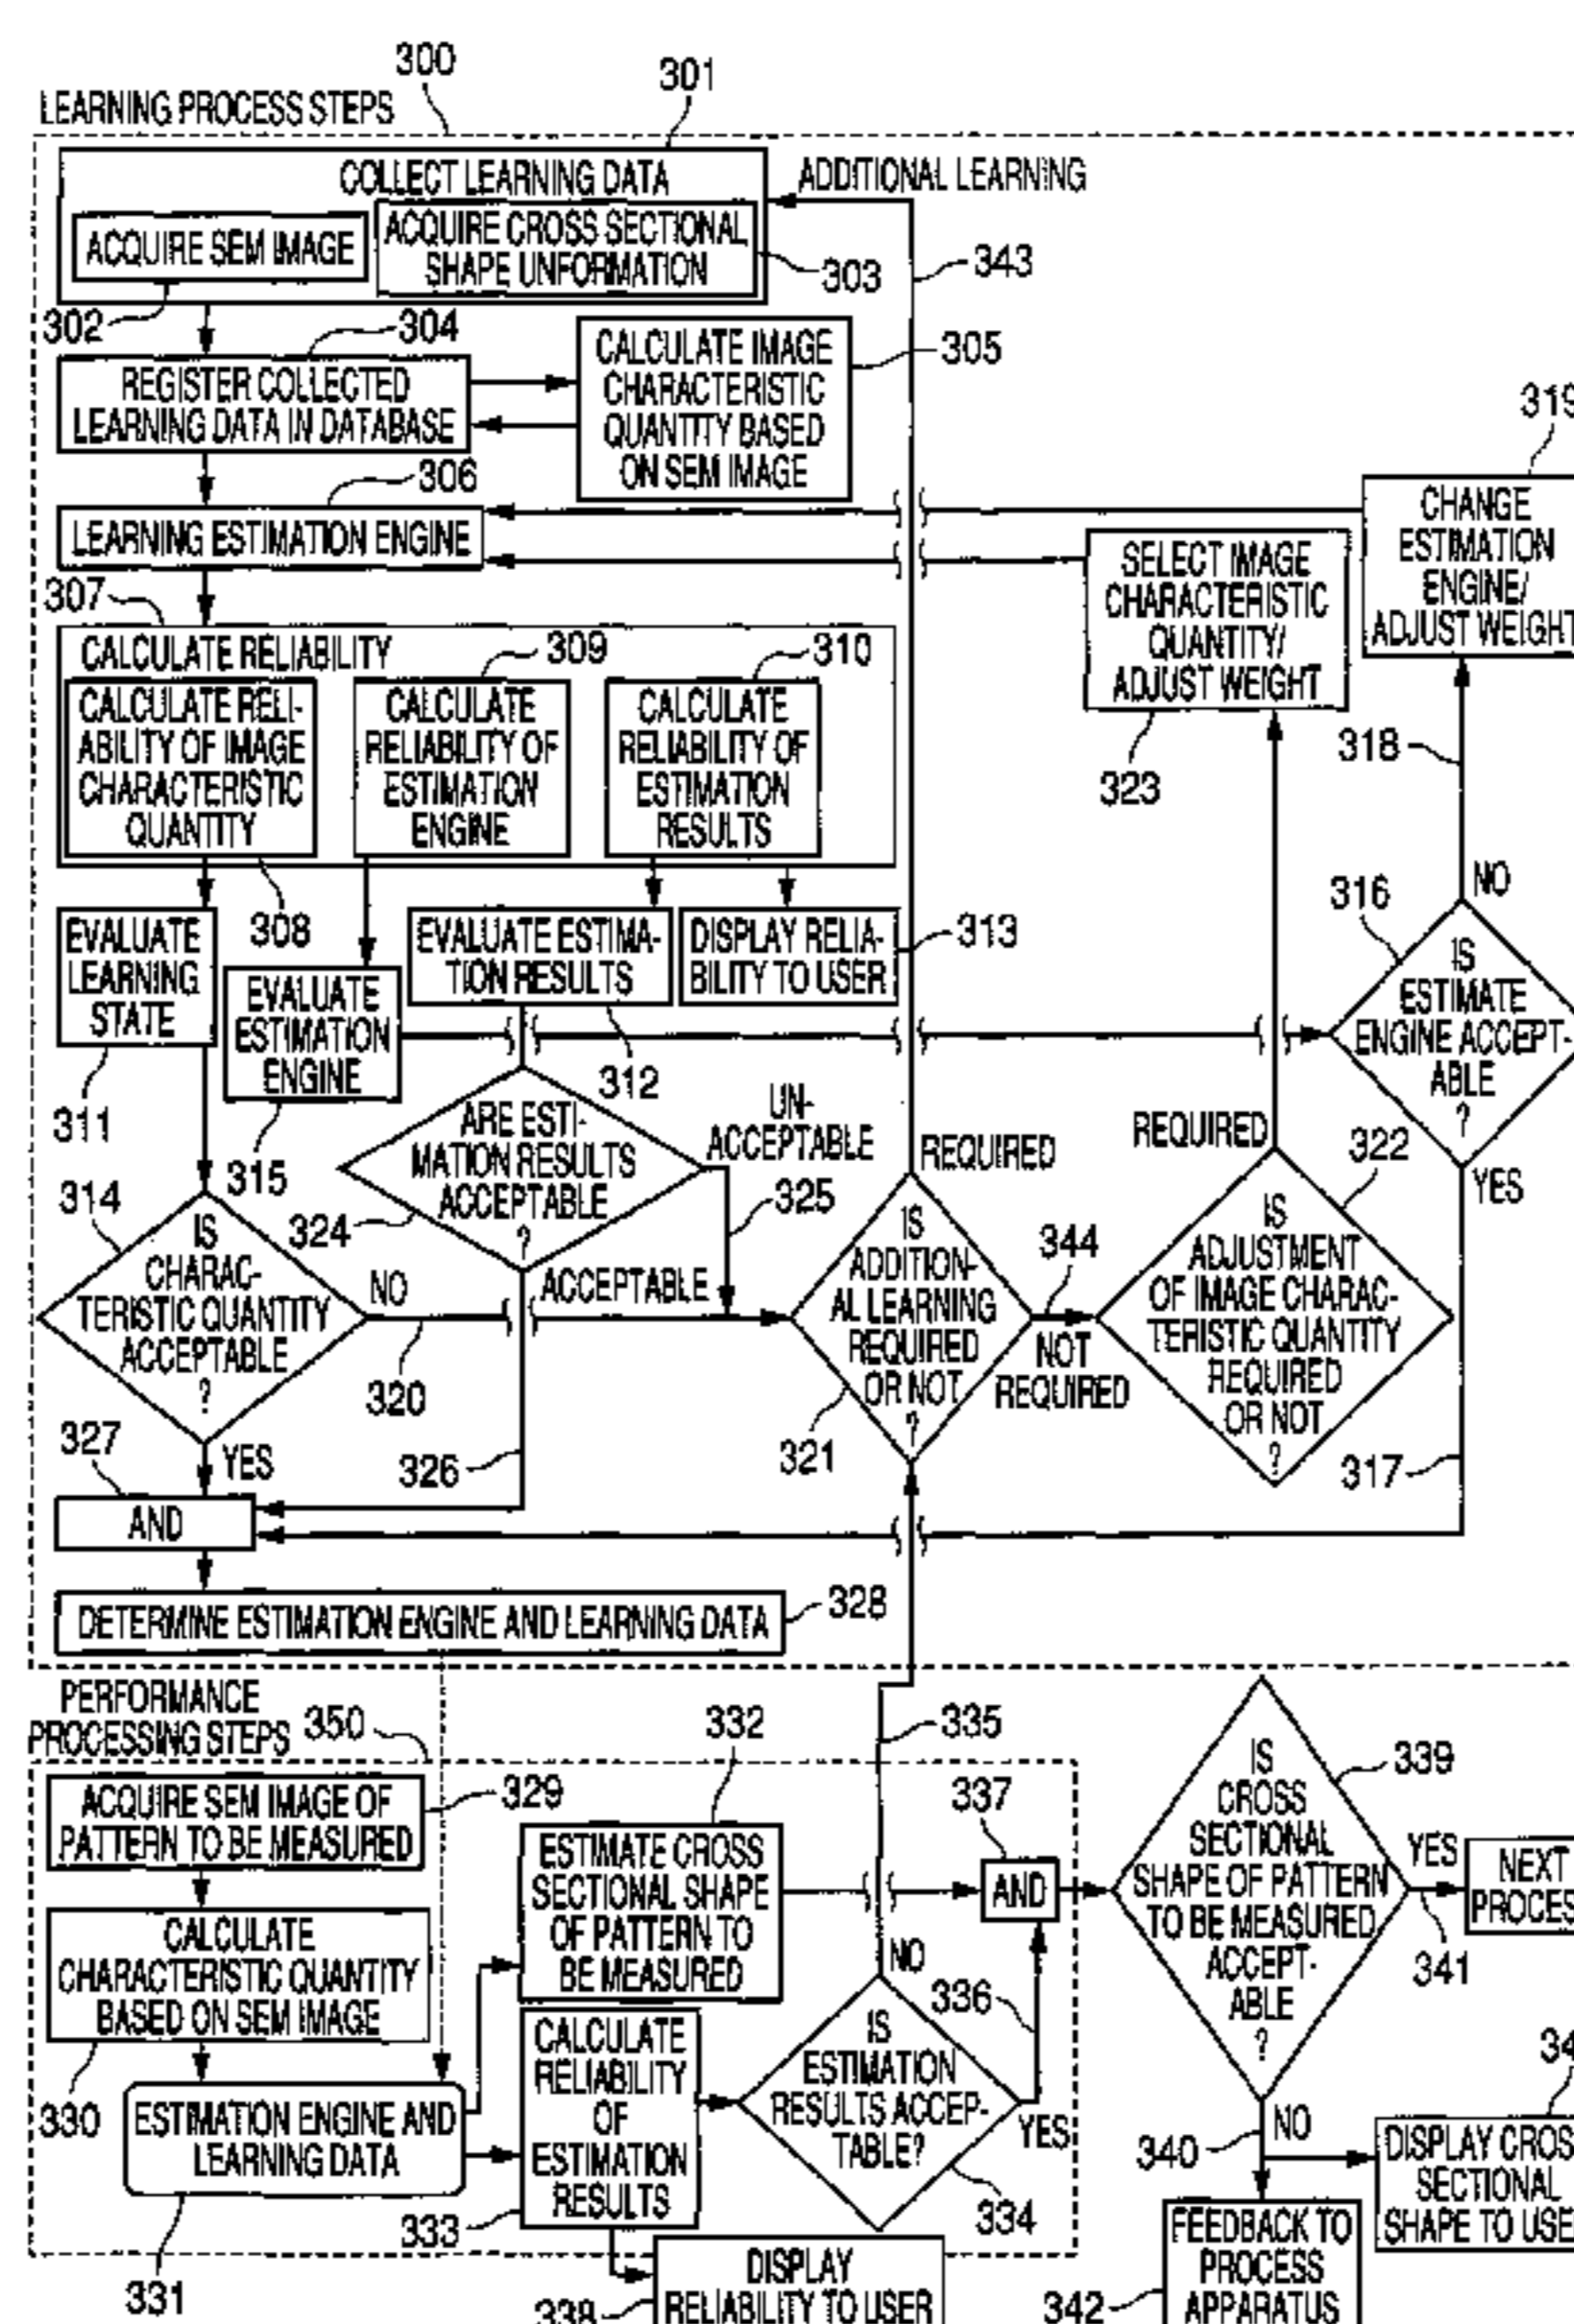 300
301
LEARNING PROCESS STEPS
COLLECT LEARNING DATA
ADDITIONAL LEARNING
ACQUIRE SEM IMAGE
ACQUIRE CROSS SECTIONAL
SHAPE UNFORMATION
303
343
302
304
REGISTER COLLECTED
LEARNING DATA IN DATABASE
CALCULATE IMAGE
CHARACTERISTIC
QUANTITY BASED
ON SEM IMAGE
305
319
306
LEARNING ESTIMATION ENGINE
SELECT IMAGE
CHARACTERISTIC
QUANTITY/
ADJUST WEIGHT
CHANGE
ESTIMATION
ENGINE/
ADJUST WEIGHT
307
CALCULATE RELIABILITY
309
310
CALCULATE RELI-
ABILITY OF IMAGE
CHARACTERISTIC
QUANTITY
CALCULATE
RELIABILITY OF
ESTIMATION
ENGINE
CALCULATE
RELIABILITY OF
ESTIMATION
RESULTS
323
318
308
EVALUATE
LEARNING
STATE
EVALUATE
ESTIMATION
ENGINE
EVALUATE ESTIMA-
TION RESULTS
DISPLAY RELIA-
BILITY TO USER
313
316
NO
IS
ESTIMATE
ENGINE ACCEPT-
ABLE
?
311
315
312
ARE ESTI-
MATION RESULTS
ACCEPTABLE
?
UN-
ACCEPTABLE
REQUIRED
REQUIRED
322
YES
314
324
325
IS
CHARAC-
TERISTIC QUANTITY
ACCEPTABLE
?
NO
ACCEPTABLE
IS
ADDITION-
AL LEARNING
REQUIRED
OR NOT
?
344
NOT
REQUIRED
IS
ADJUSTMENT
OF IMAGE CHARAC-
TERISTIC QUANTITY
REQUIRED
OR NOT
?
320
321
327
YES
326
317
AND
DETERMINE ESTIMATION ENGINE AND LEARNING DATA
328
PERFORMANCE
PROCESSING STEPS
350
332
335
ACQUIRE SEM IMAGE OF
PATTERN TO BE MEASURED
329
337
IS
CROSS
SECTIONAL
SHAPE OF PATTERN
TO BE MEASURED
ACCEPT-
ABLE
?
339
ESTIMATE CROSS
SECTIONAL SHAPE
OF PATTERN TO
BE MEASURED
AND
YES
NEXT
PROCES
341
CALCULATE
CHARACTERISTIC QUANTITY
BASED ON SEM IMAGE
NO
336
330
ESTIMATION ENGINE AND
LEARNING DATA
CALCULATE
RELIABILITY
OF
ESTIMATION
RESULTS
IS
ESTIMATION
RESULTS ACCEP-
TABLE?
YES
340
NO
34
DISPLAY CROS
SECTIONAL
SHAPE TO USE
331
333
334
DISPLAY
RELIABILITY TO USER
338
FEEDBACK TO
PROCESS
APPARATUS
342